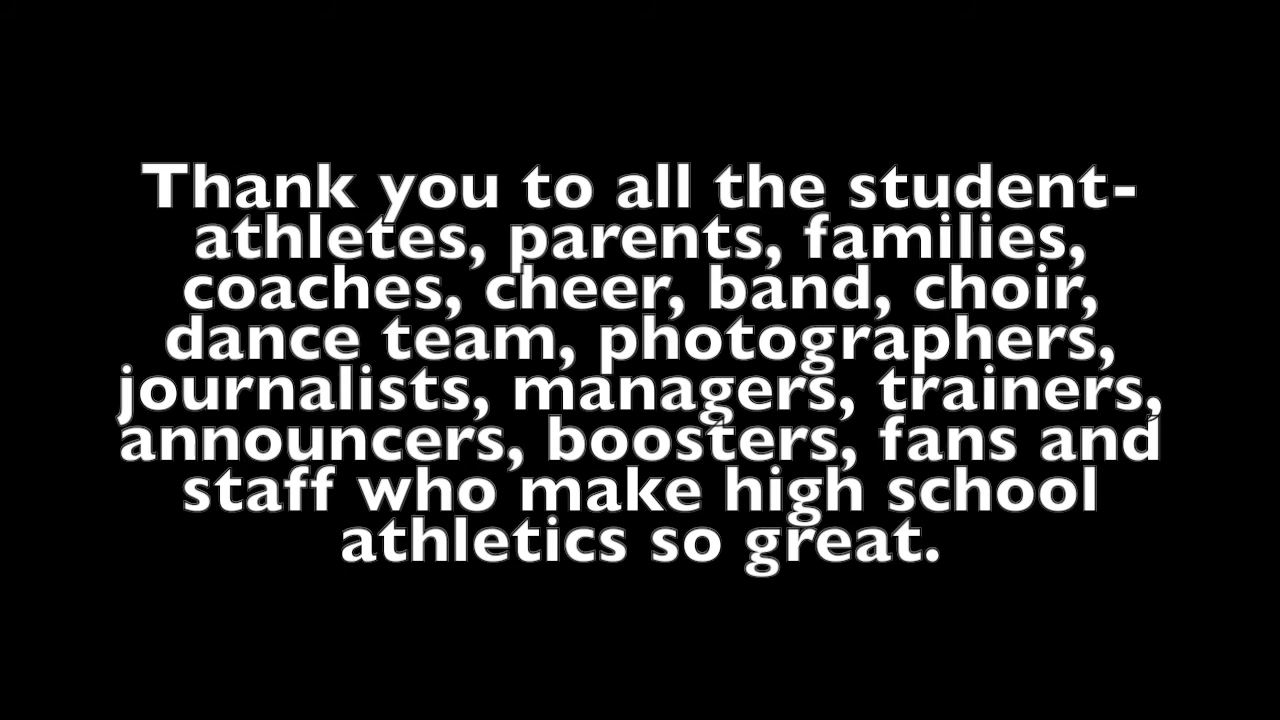 Thank you to all the student-
athletes, parents, families,
coaches, cheer, band, choir,
dance team, photographers,
journalists, managers, trainers,
announcers, boosters, fans and
staff who make high school
athletics so great.